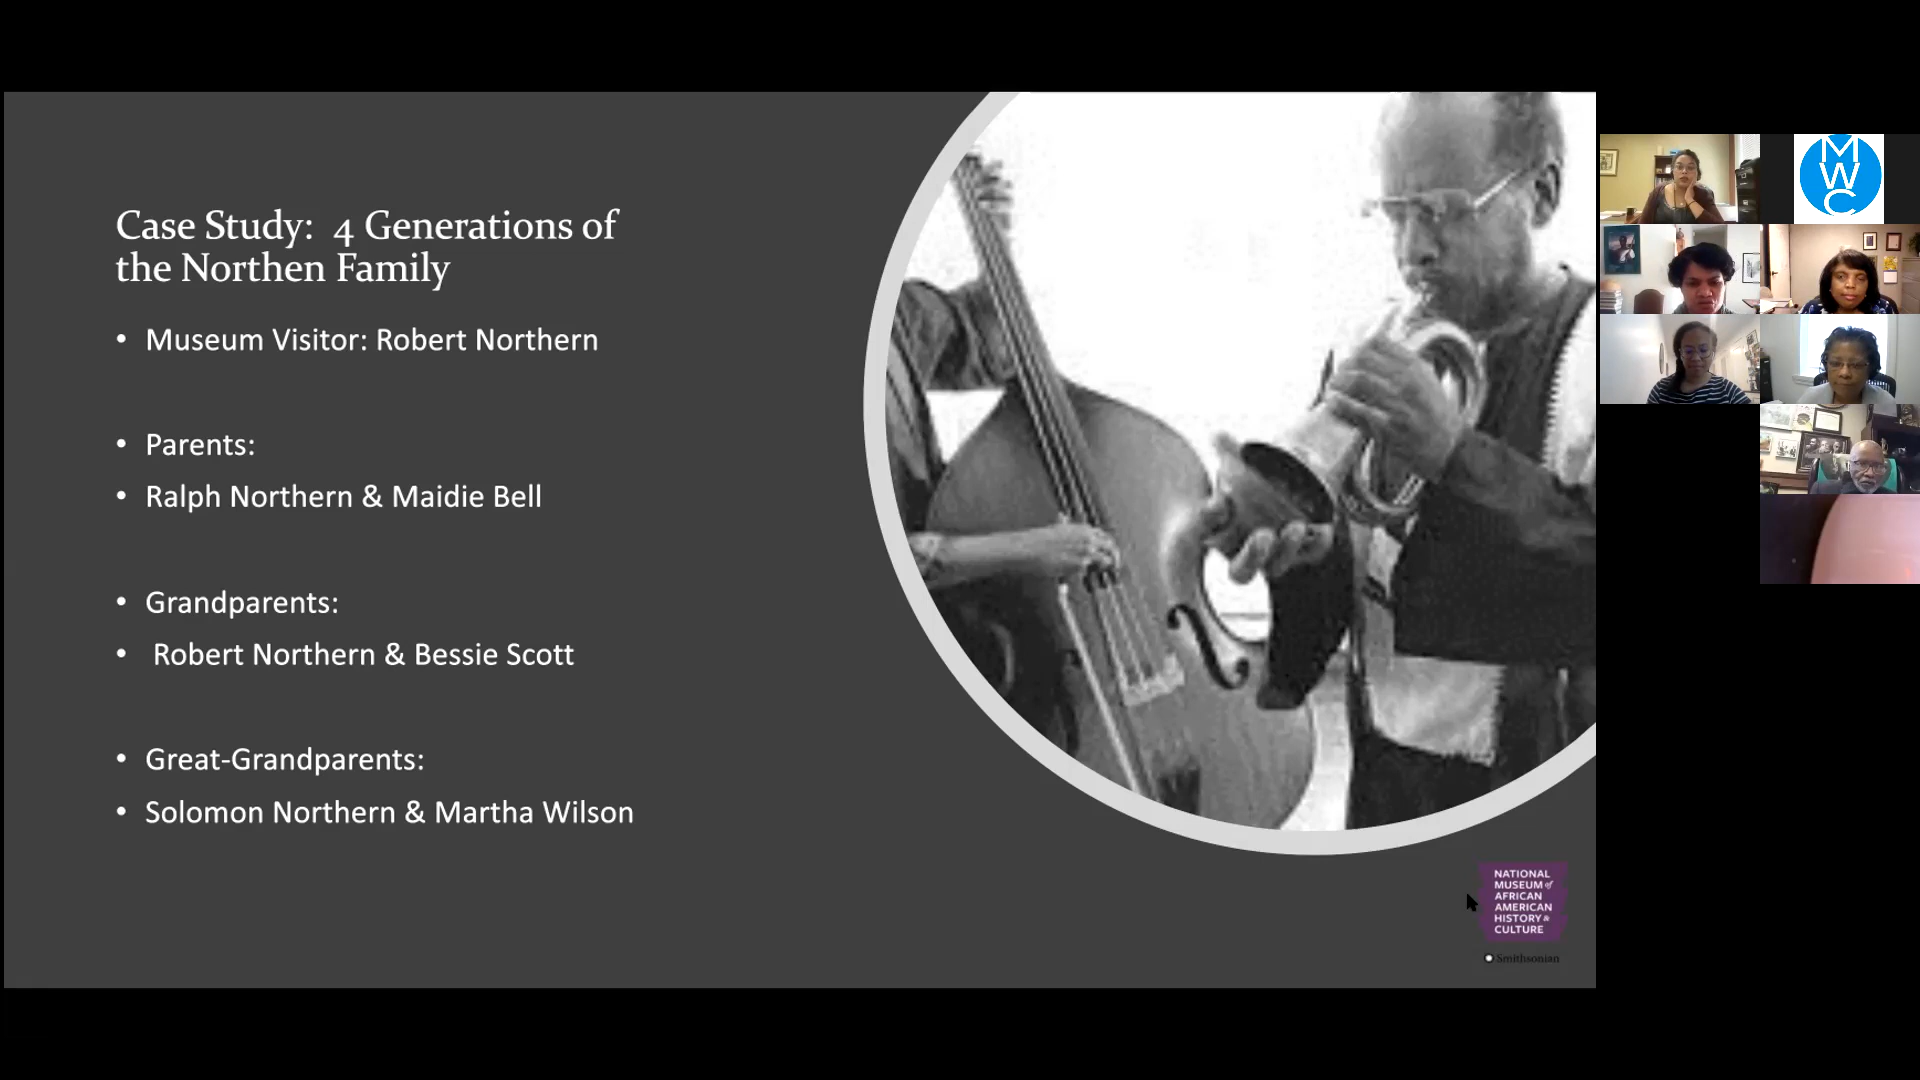 Case Study: 4 Generations of
the Northen Family
• Museum Visitor: Robert Northern
• Parents:
• Ralph Northern & Maidie Bell
• Grandparents:
• Robert Northern & Bessie Scott
• Great-Grandparents:
• Solomon Northern & Martha Wilson
NATIONAL
MUSEUM of
AFRICAN
AMERICAN
HISTORY &
CULTURE
Smithsonian
M
W
C